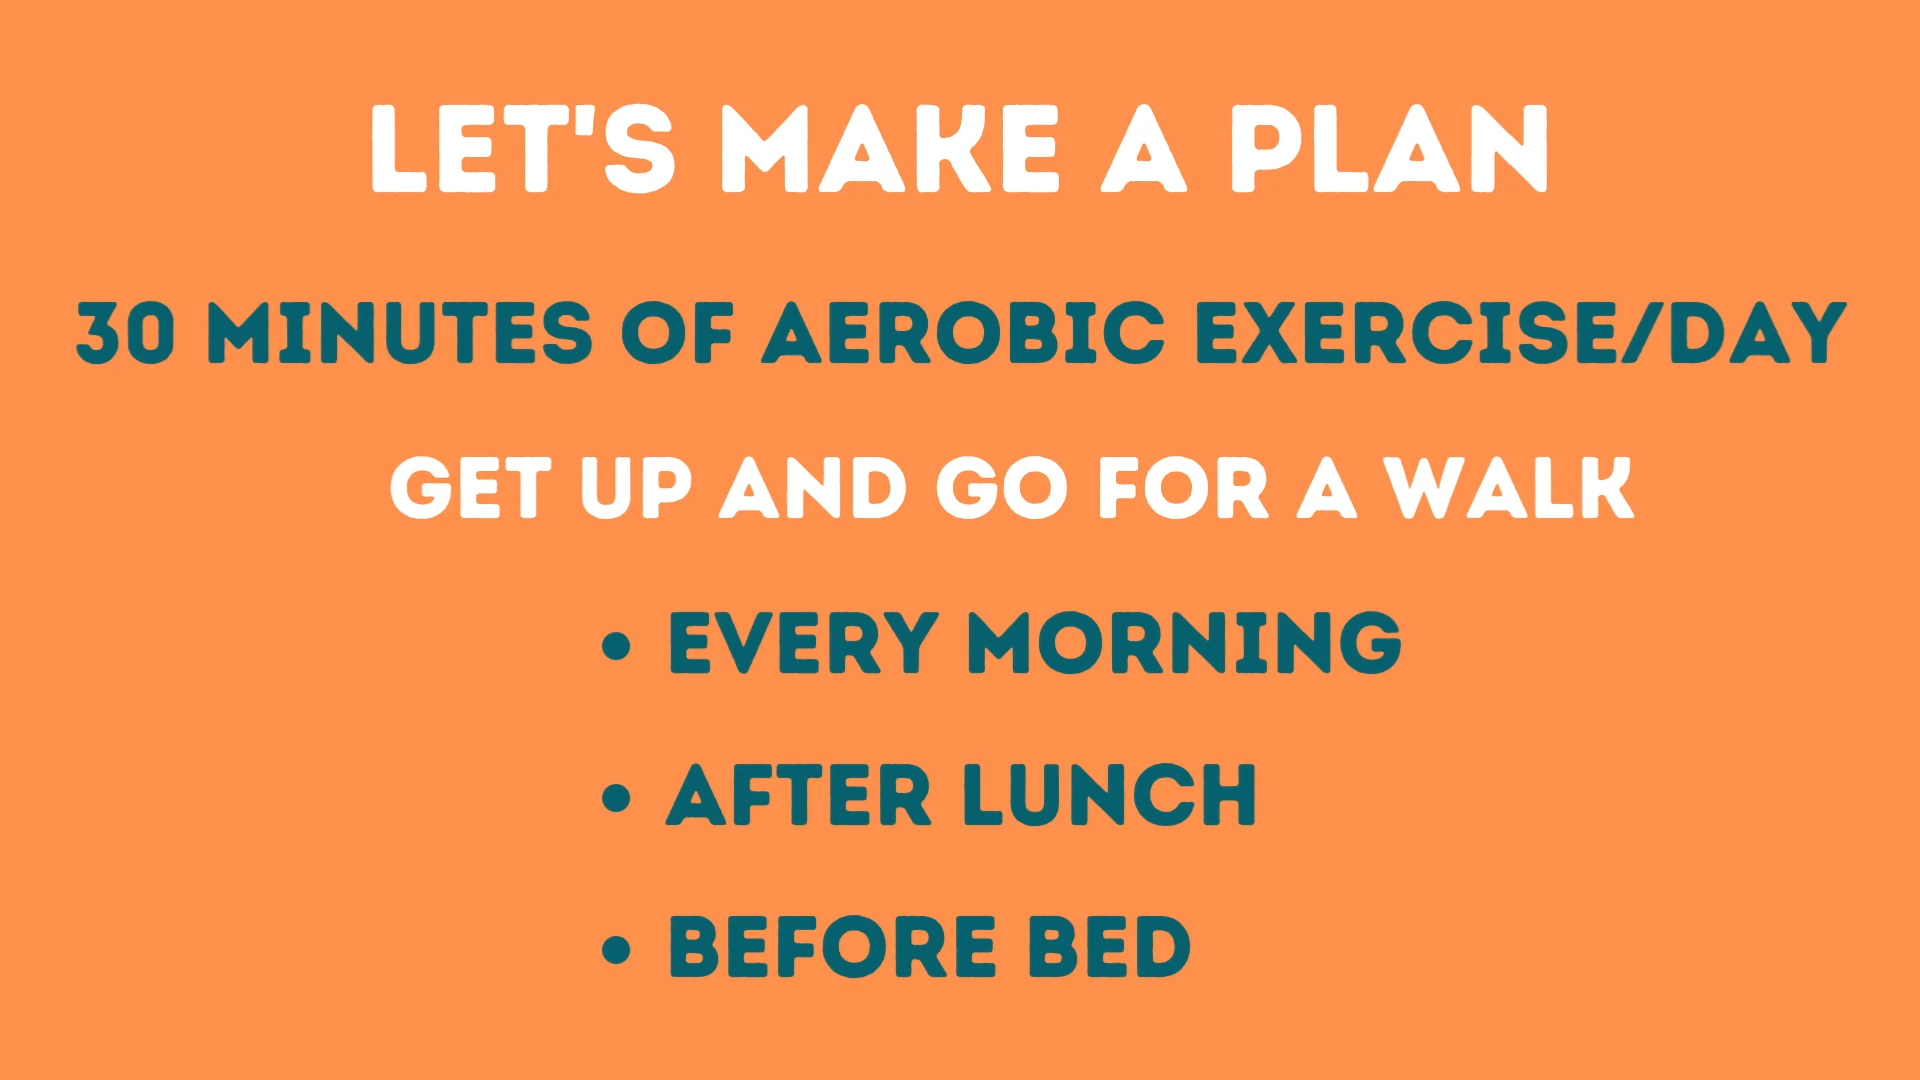 LET'S MAKE A PLAN
30 MINUTES OF AEROBIC EXERCISE/DAY
GET UP AND GO FOR A WALK
• EVERY MORNING
• AFTER LUNCH
• BEFORE BED